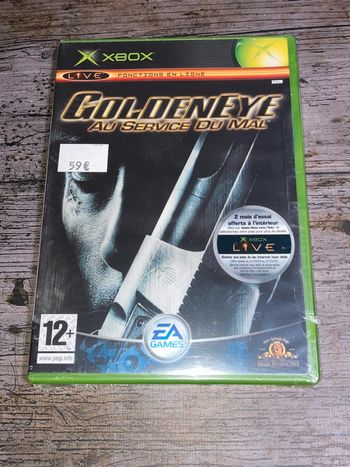 XBOX
LIVE FONCTIONS EN LIGNE
GOLDENEYE
AU SERVICE DU MAL
59€
2 mois d'essai
offerts à l'intérieur
XBOX
LIVE
12+
www.pegi.info
EA
GAMES